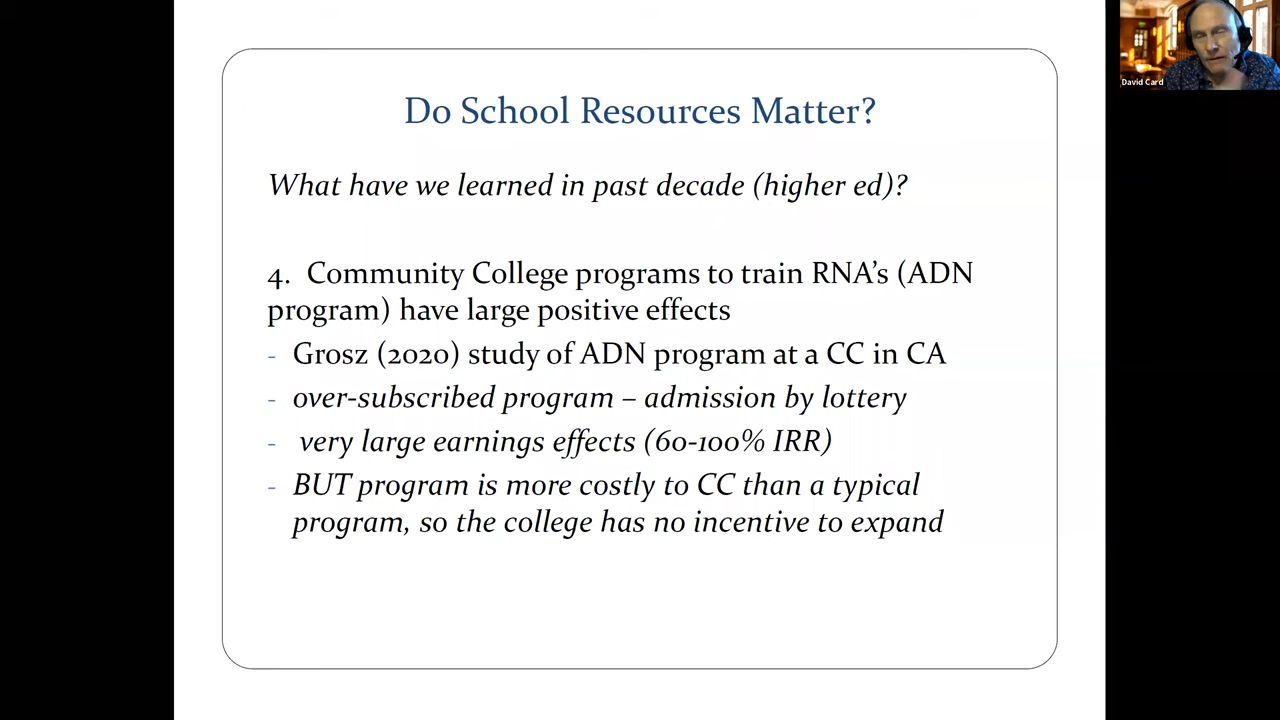 David Card
Do School Resources Matter?
What have we learned in past decade (higher ed)?
4. Community College programs to train RNA's (ADN
program) have large positive effects
- Grosz (2020) study of ADN program at a CC in CA
- over-subscribed program – admission by lottery
- very large earnings effects (60-100% IRR)
- BUT program is more costly to CC than a typical
program, so the college has no incentive to expand